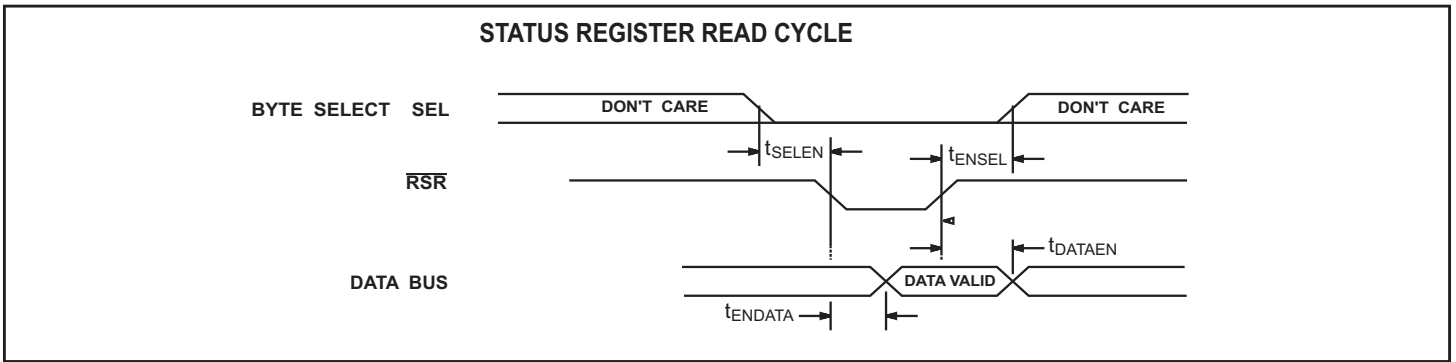 STATUS REGISTER READ CYCLE
BYTE SELECT SEL
DON'T CARE
DON'T CARE
tSELEN
tENSEL
RSR
tDATAEN
DATA BUS
DATA VALID
tENDATA